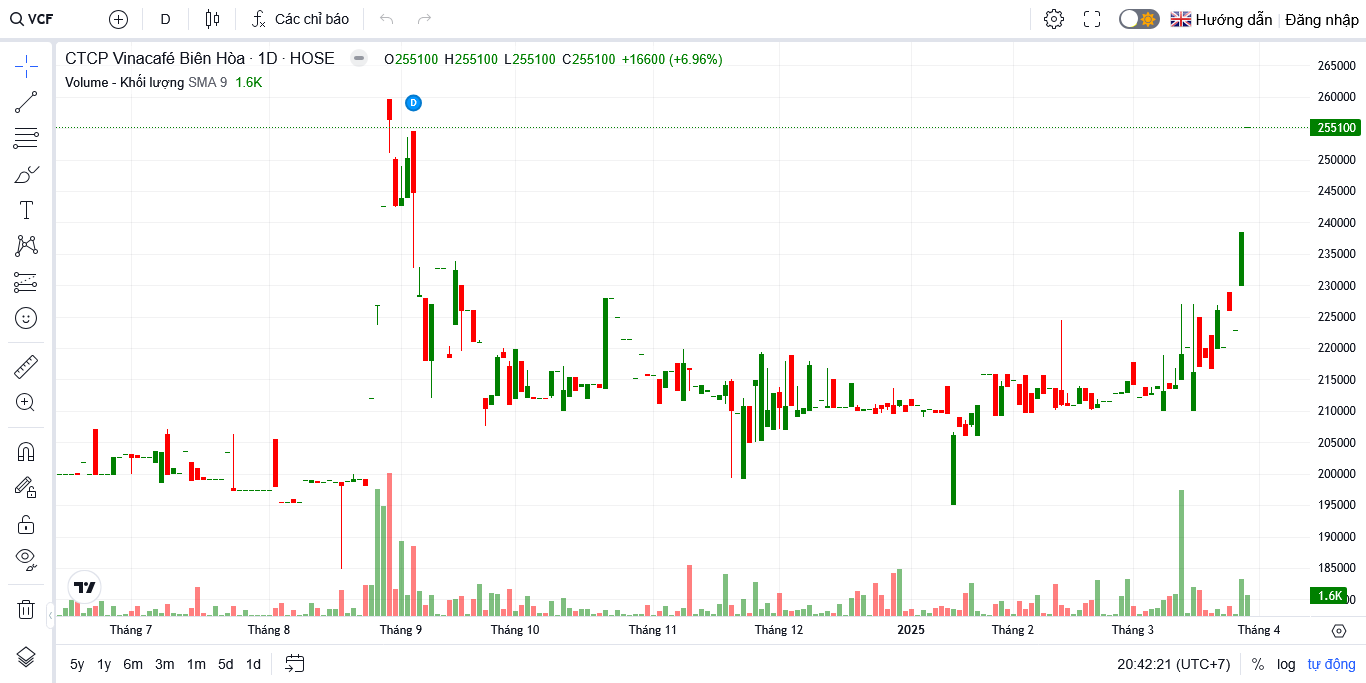 VCF D Các chỉ báo Hướng dẫn Đăng nhập
CTCP Vinacafé Biên Hòa · 1D · HOSE O255100 H255100 L255100 C255100 +16600 (+6.96%)
Volume - Khối lượng SMA 9 1.6K
D
265000
260000
255100
250000
245000
240000
235000
230000
225000
220000
215000
210000
205000
200000
195000
190000
185000
1.6K
Tháng 7 Tháng 8 Tháng 9 Tháng 10 Tháng 11 Tháng 12 2025 Tháng 2 Tháng 3 Tháng 4
5y 1y 6m 3m 1m 5d 1d 20:42:21 (UTC+7) % log tự động